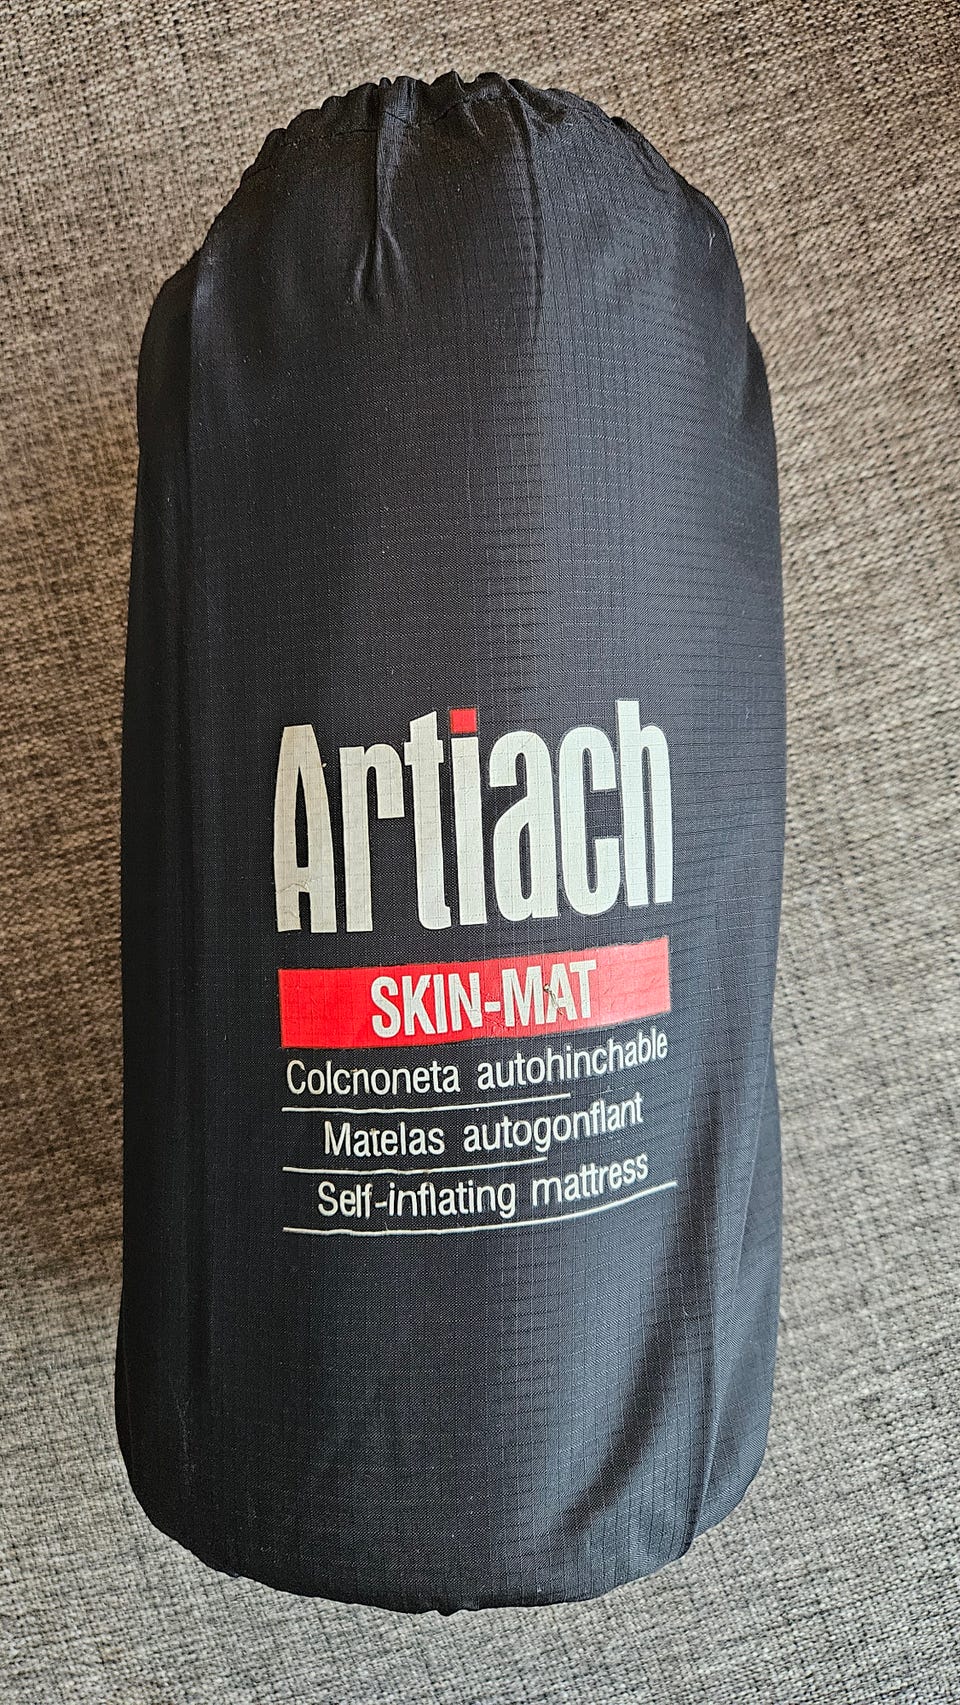 Artiach
SKIN-MAT
Colcnoneta autohinchable
Matelas autogonflant
Self-inflating mattress